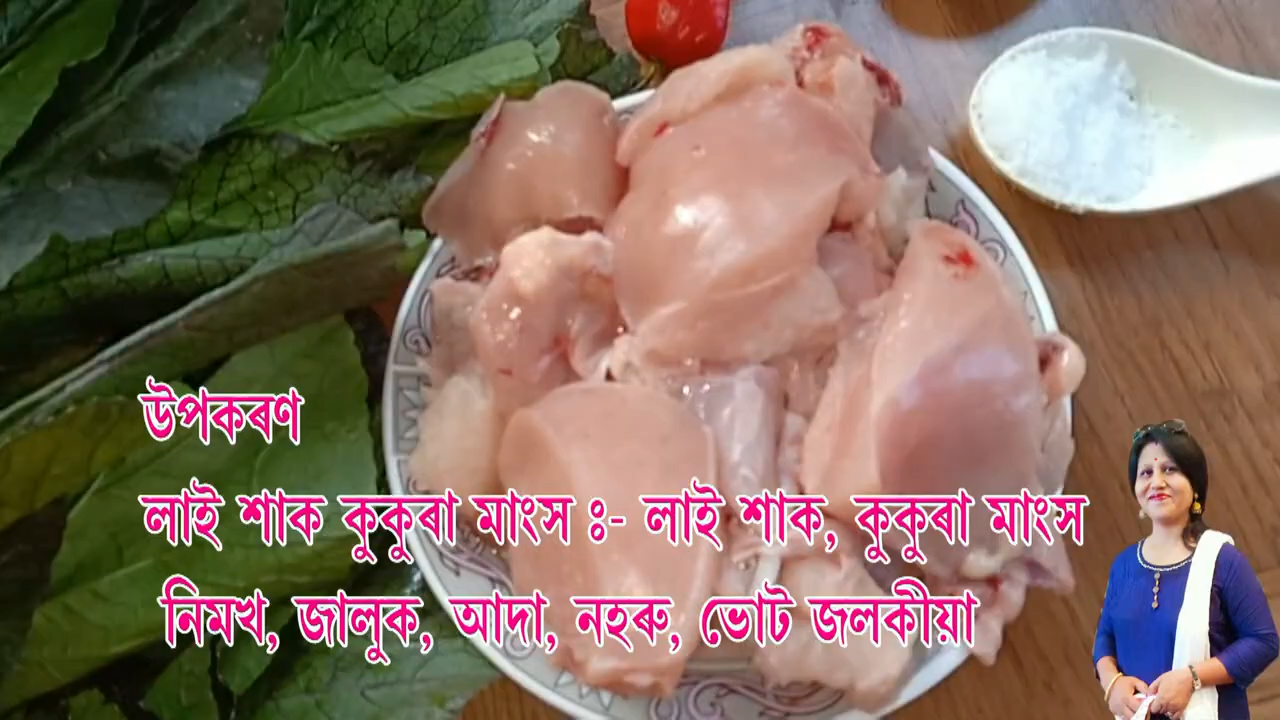 উপকৰণ
লাই শাক কুকুৰা মাংস ঃ- লাই শাক, কুকুৰা মাংস
নিমখ, জালুক, আদা, নহৰু, ভোট জলকীয়া